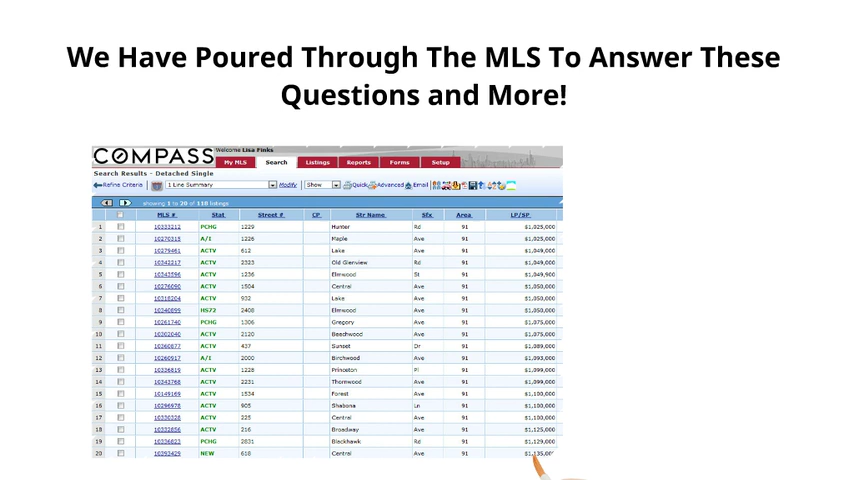 We Have Poured Through The MLS To Answer These
Questions and More!
COMPASS Welcome Lisa Finks
My MLS Search Listings Reports Forms Setup
Search Results - Detached Single
Refine Criteria 1 Line Summary Modify Show Quick Advanced Email
showing 1 to 20 of 118 listings
MLS # Stat Street # CP Str Name Sfx Area LP/SP
1 10333212 PCHG 1229 Hunter Rd 91 $1,025,000
2 10270315 A/I 1226 Maple Ave 91 $1,025,000
3 10279461 ACTV 612 Lake Ave 91 $1,049,000
4 10342217 ACTV 2323 Old Glenview Rd 91 $1,049,000
5 10343596 ACTV 1236 Elmwood St 91 $1,049,900
6 10276090 ACTV 1504 Central Ave 91 $1,050,000
7 10318204 ACTV 932 Lake Ave 91 $1,050,000
8 10340899 HS72 2408 Elmwood Ave 91 $1,050,000
9 10261740 PCHG 1306 Gregory Ave 91 $1,075,000
10 10302040 ACTV 2120 Beechwood Ave 91 $1,075,000
11 10360877 ACTV 437 Sunset Dr 91 $1,089,000
12 10260917 A/I 2000 Birchwood Ave 91 $1,093,000
13 10336819 ACTV 1228 Princeton Pl 91 $1,099,000
14 10343768 ACTV 2231 Thornwood Ave 91 $1,099,000
15 10149169 ACTV 1534 Forest Ave 91 $1,100,000
16 10296978 ACTV 905 Shabona Ln 91 $1,100,000
17 10330328 ACTV 225 Central Ave 91 $1,100,000
18 10332856 ACTV 216 Broadway Ave 91 $1,125,000
19 10336823 PCHG 2831 Blackhawk Rd 91 $1,129,000
20 10393429 NEW 618 Central Ave 91